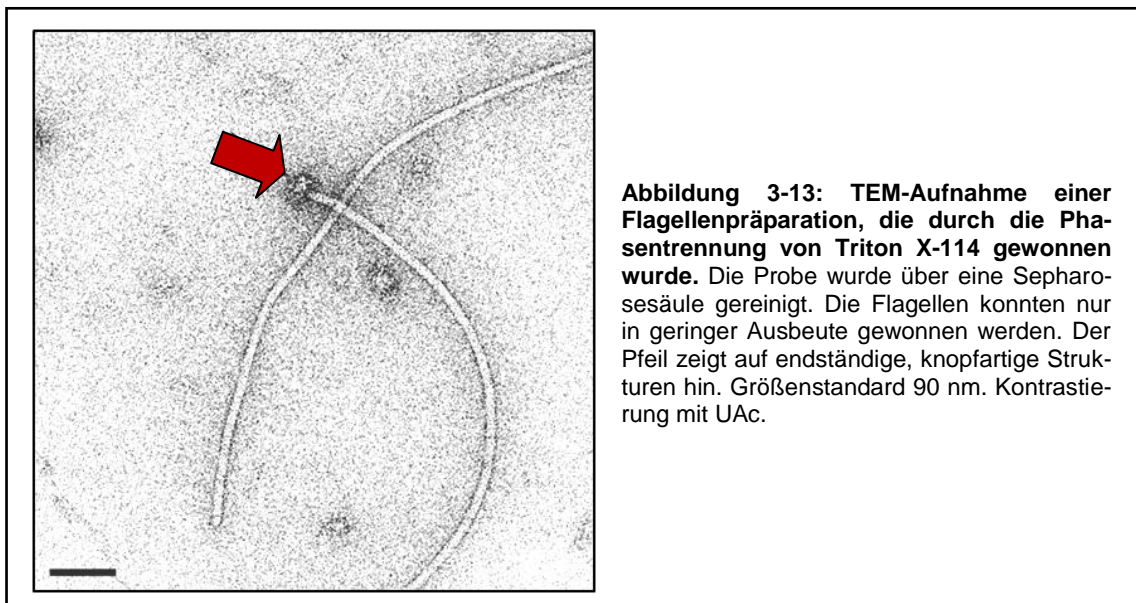 Abbildung 3-13: TEM-Aufnahme einer
Flagellenpräparation, die durch die Pha-
sentrennung von Triton X-114 gewonnen
wurde. Die Probe wurde über eine Sepharo-
sesäule gereinigt. Die Flagellen konnten nur
in geringer Ausbeute gewonnen werden. Der
Pfeil zeigt auf endständige, knopfartige Struk-
turen hin. Größenstandard 90 nm. Kontrastie-
rung mit UAc.